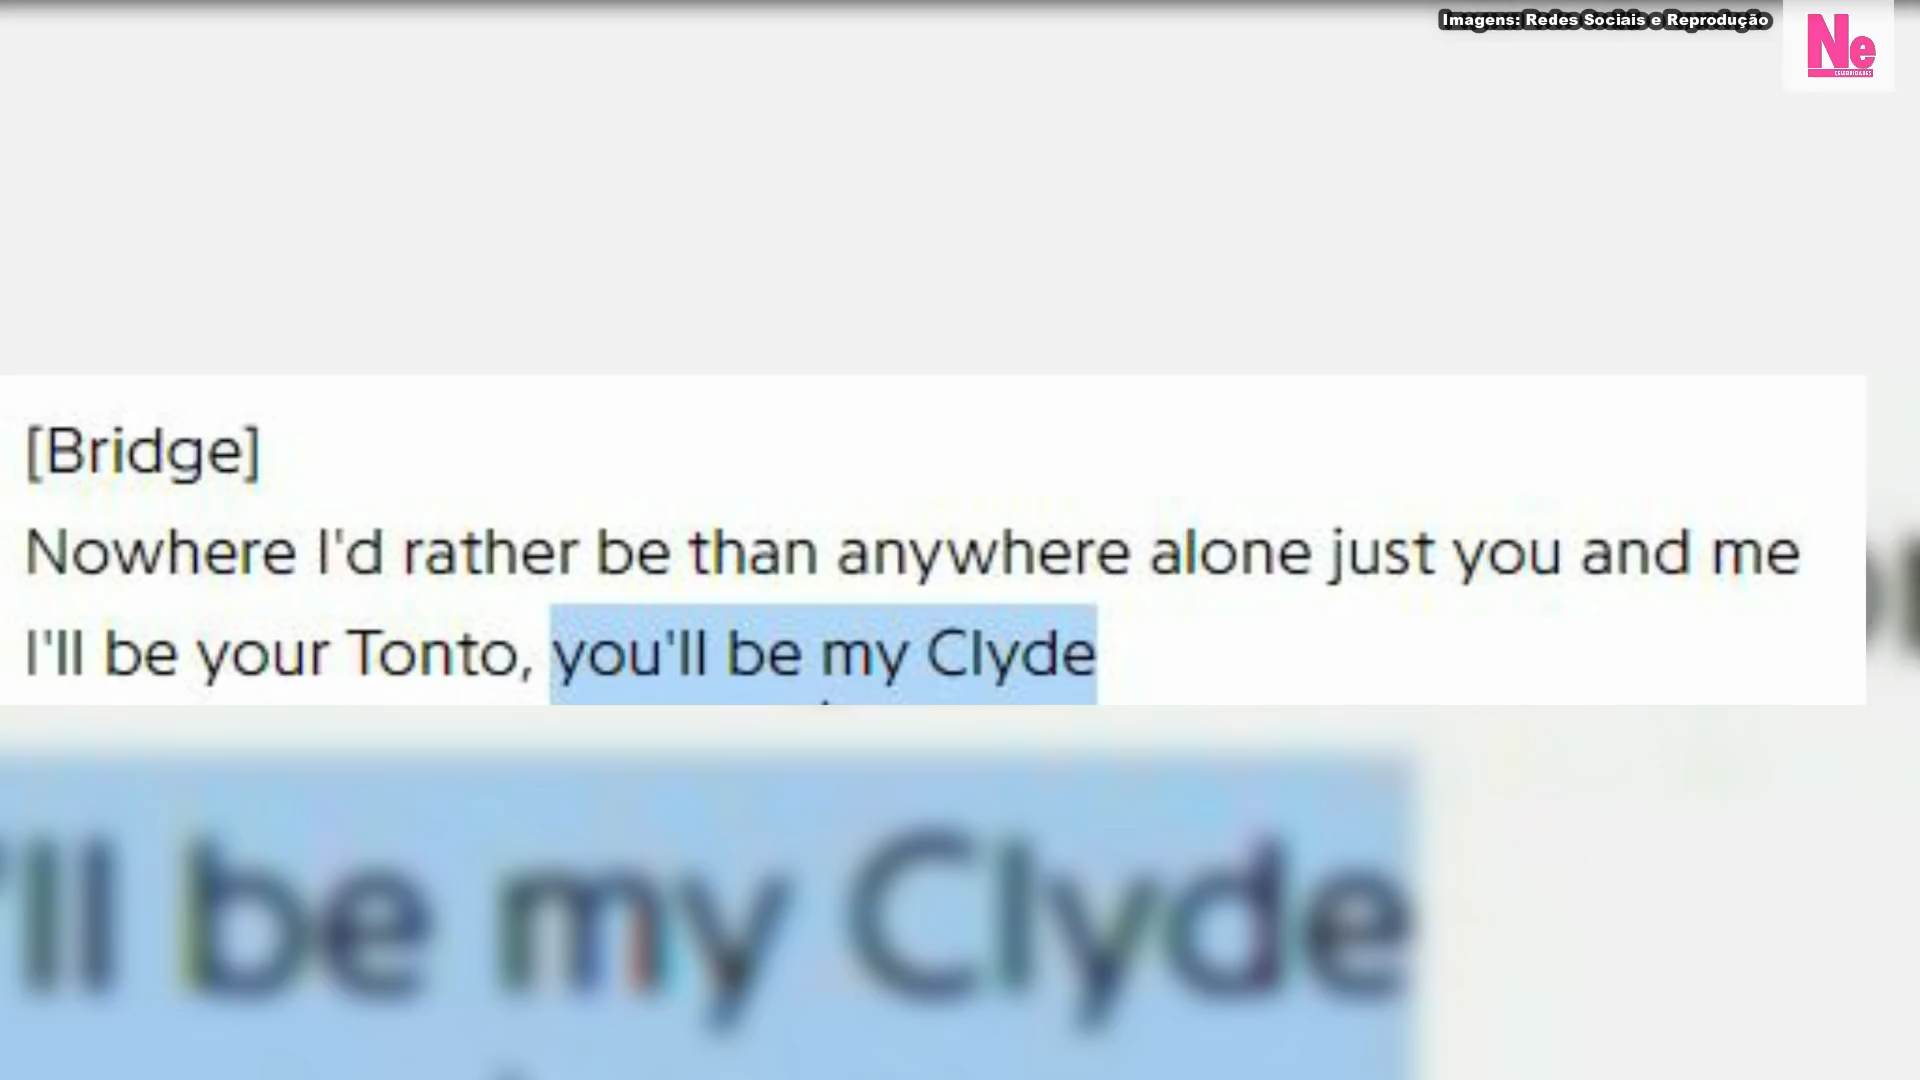 Imagens: Redes Sociais e Reprodução
Ne
CELEBRIDADES
[Bridge]
Nowhere I'd rather be than anywhere alone just you and me
I'll be your Tonto, you'll be my Clyde
'll be my Clyde